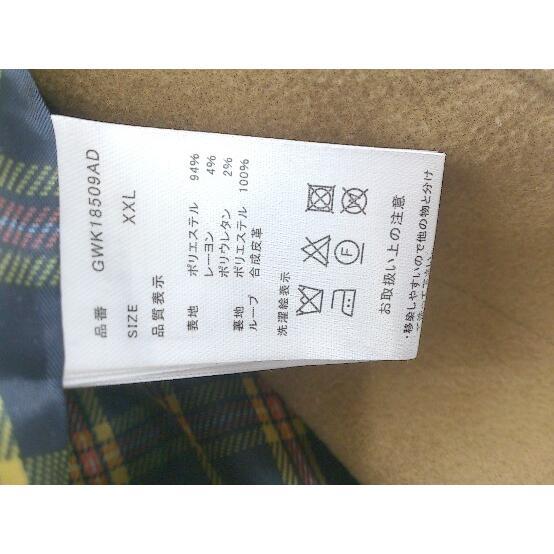 品番 GWK18509AD
SIZE XXL
品質表示
表地 ポリエステル 94%
レーヨン 4%
ポリウレタン 2%
裏地 ポリエステル 100%
ループ 合成皮革
洗濯絵表示
お取扱い上の注意
・移染しやすいので他の物と分け